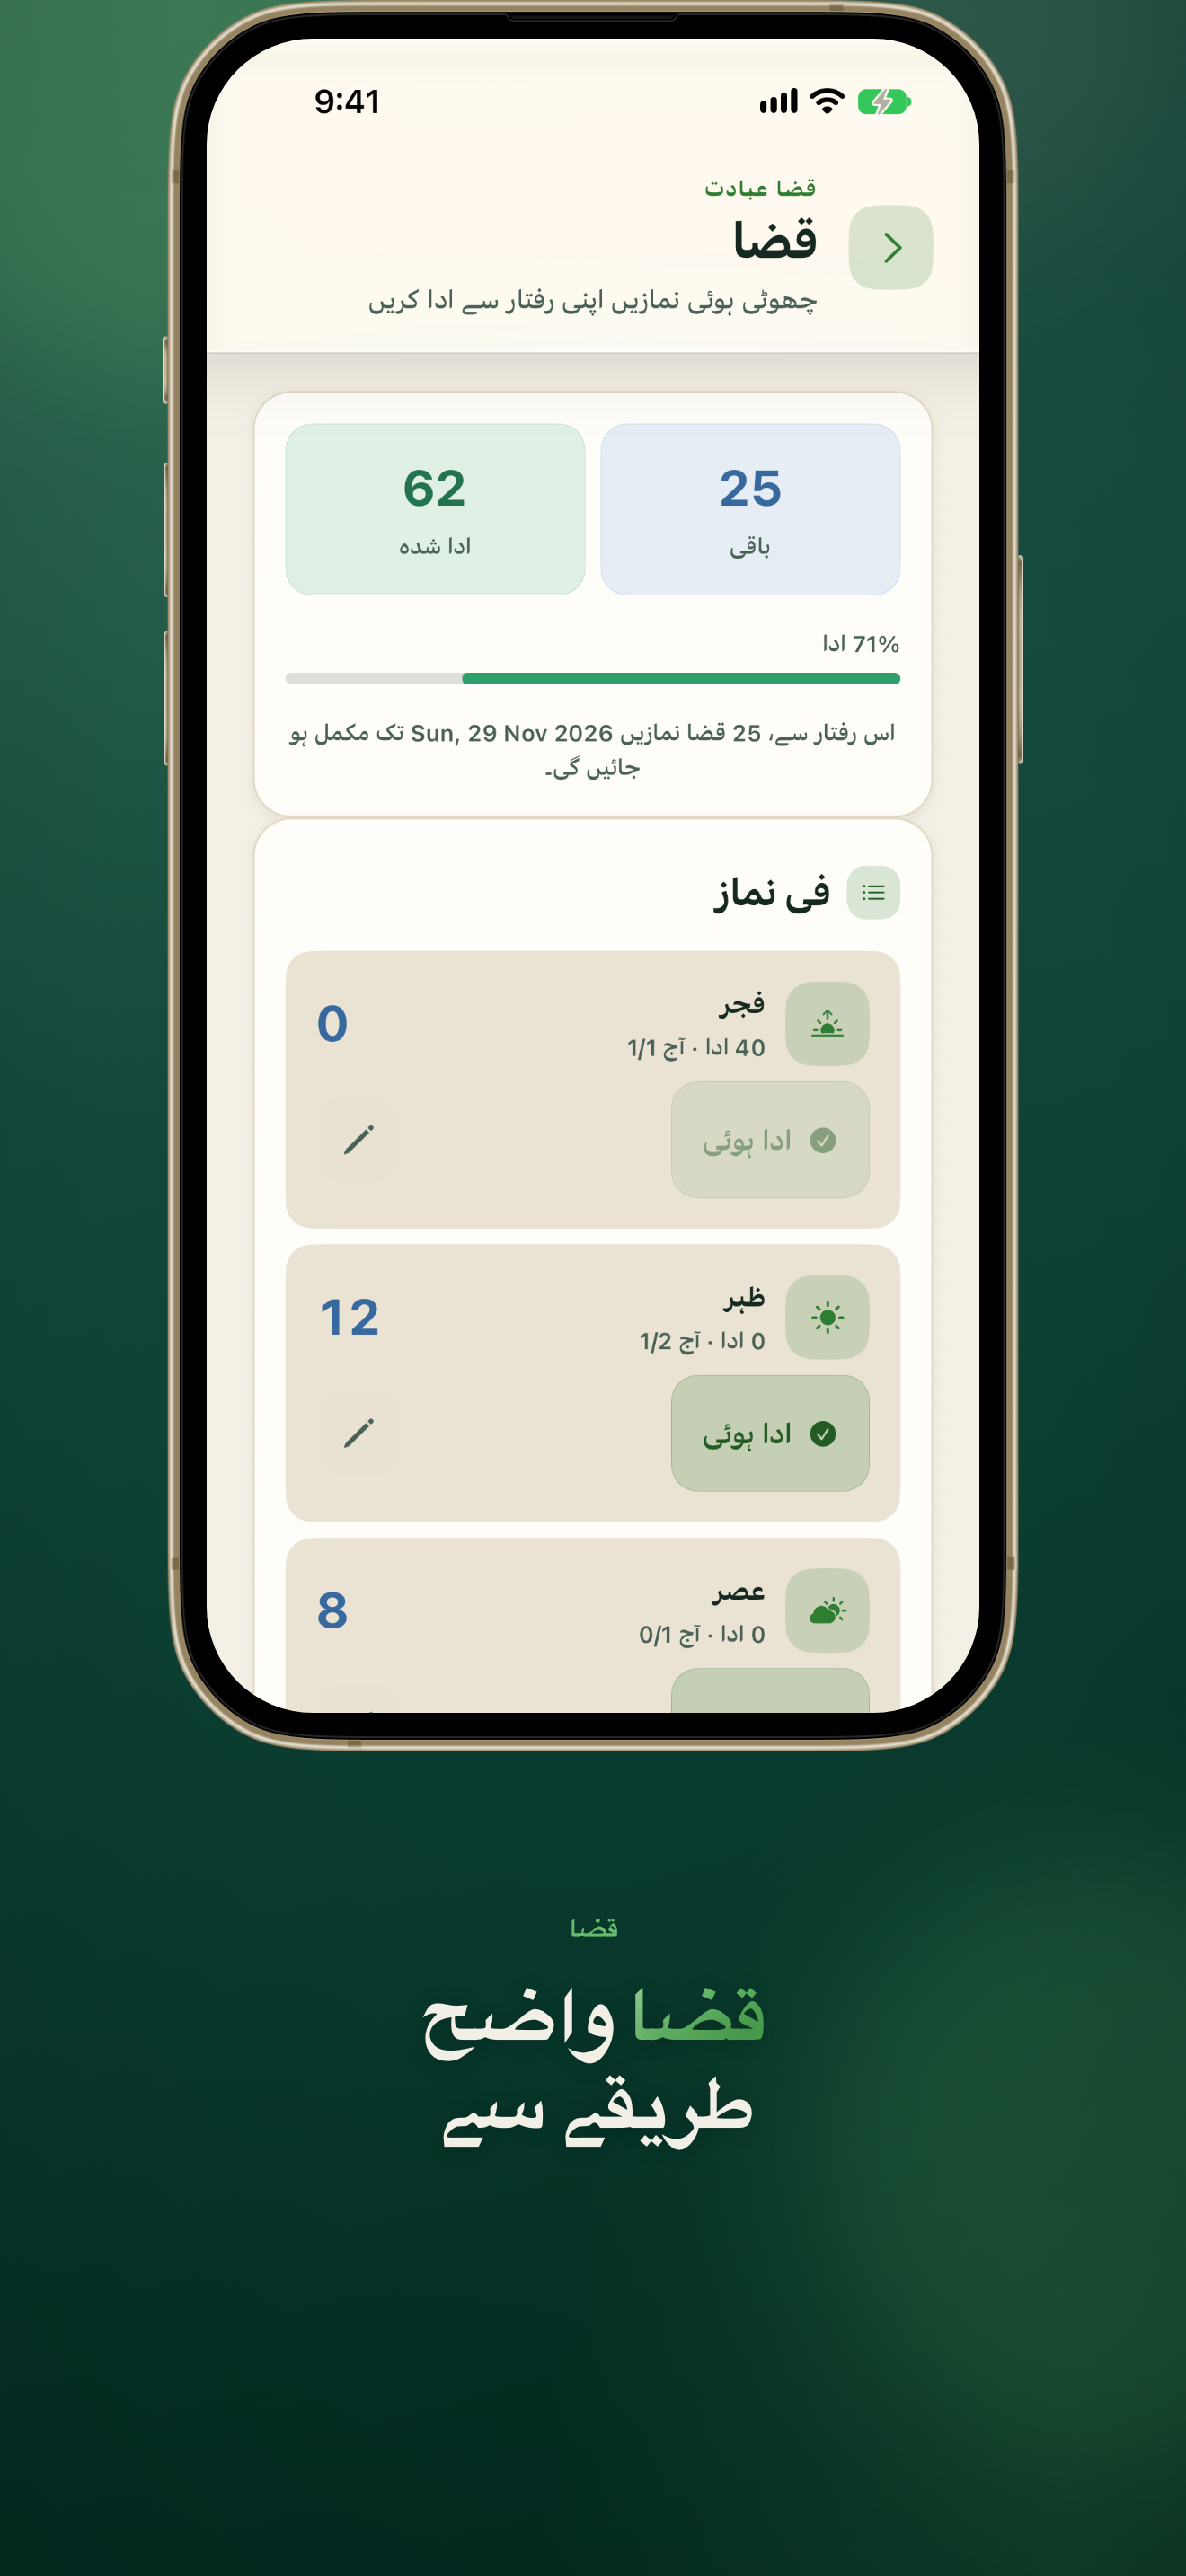 9:41
قضا عبادت
قضا
چھوٹی ہوئی نمازیں اپنی رفتار سے ادا کریں
25
باقی
62
ادا شدہ
71% ادا
اس رفتار سے، 25 قضا نمازیں Sun, 29 Nov 2026 تک مکمل ہو
جائیں گی۔
فی نماز
فجر
0
40 ادا · آج 1/1
ادا ہوئی
ظہر
12
0 ادا · آج 1/2
ادا ہوئی
عصر
8
0 ادا · آج 0/1
قضا
قضا واضح
طریقے سے